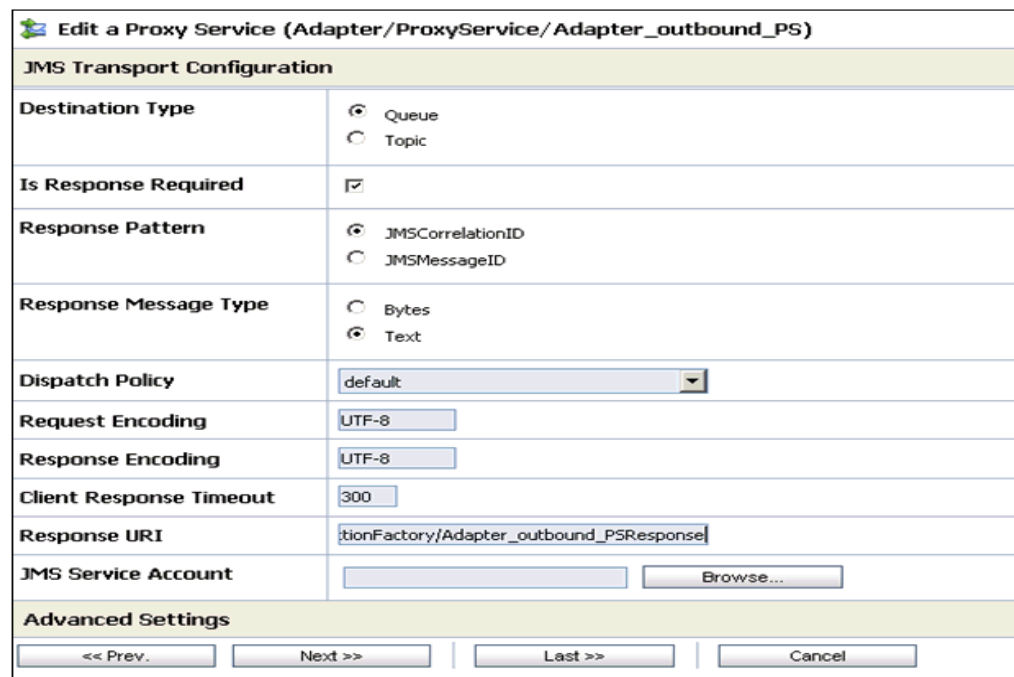 Edit a Proxy Service (Adapter/ProxyService/Adapter_outbound_PS)
JMS Transport Configuration
Destination Type
Queue
Topic
Is Response Required
Response Pattern
JMSCorrelationID
JMSMessageID
Response Message Type
Bytes
Text
Dispatch Policy default
Request Encoding UTF-8
Response Encoding UTF-8
Client Response Timeout 300
Response URI :tionFactory/Adapter_outbound_PSResponse
JMS Service Account Browse...
Advanced Settings
<< Prev. Next >> Last >> Cancel